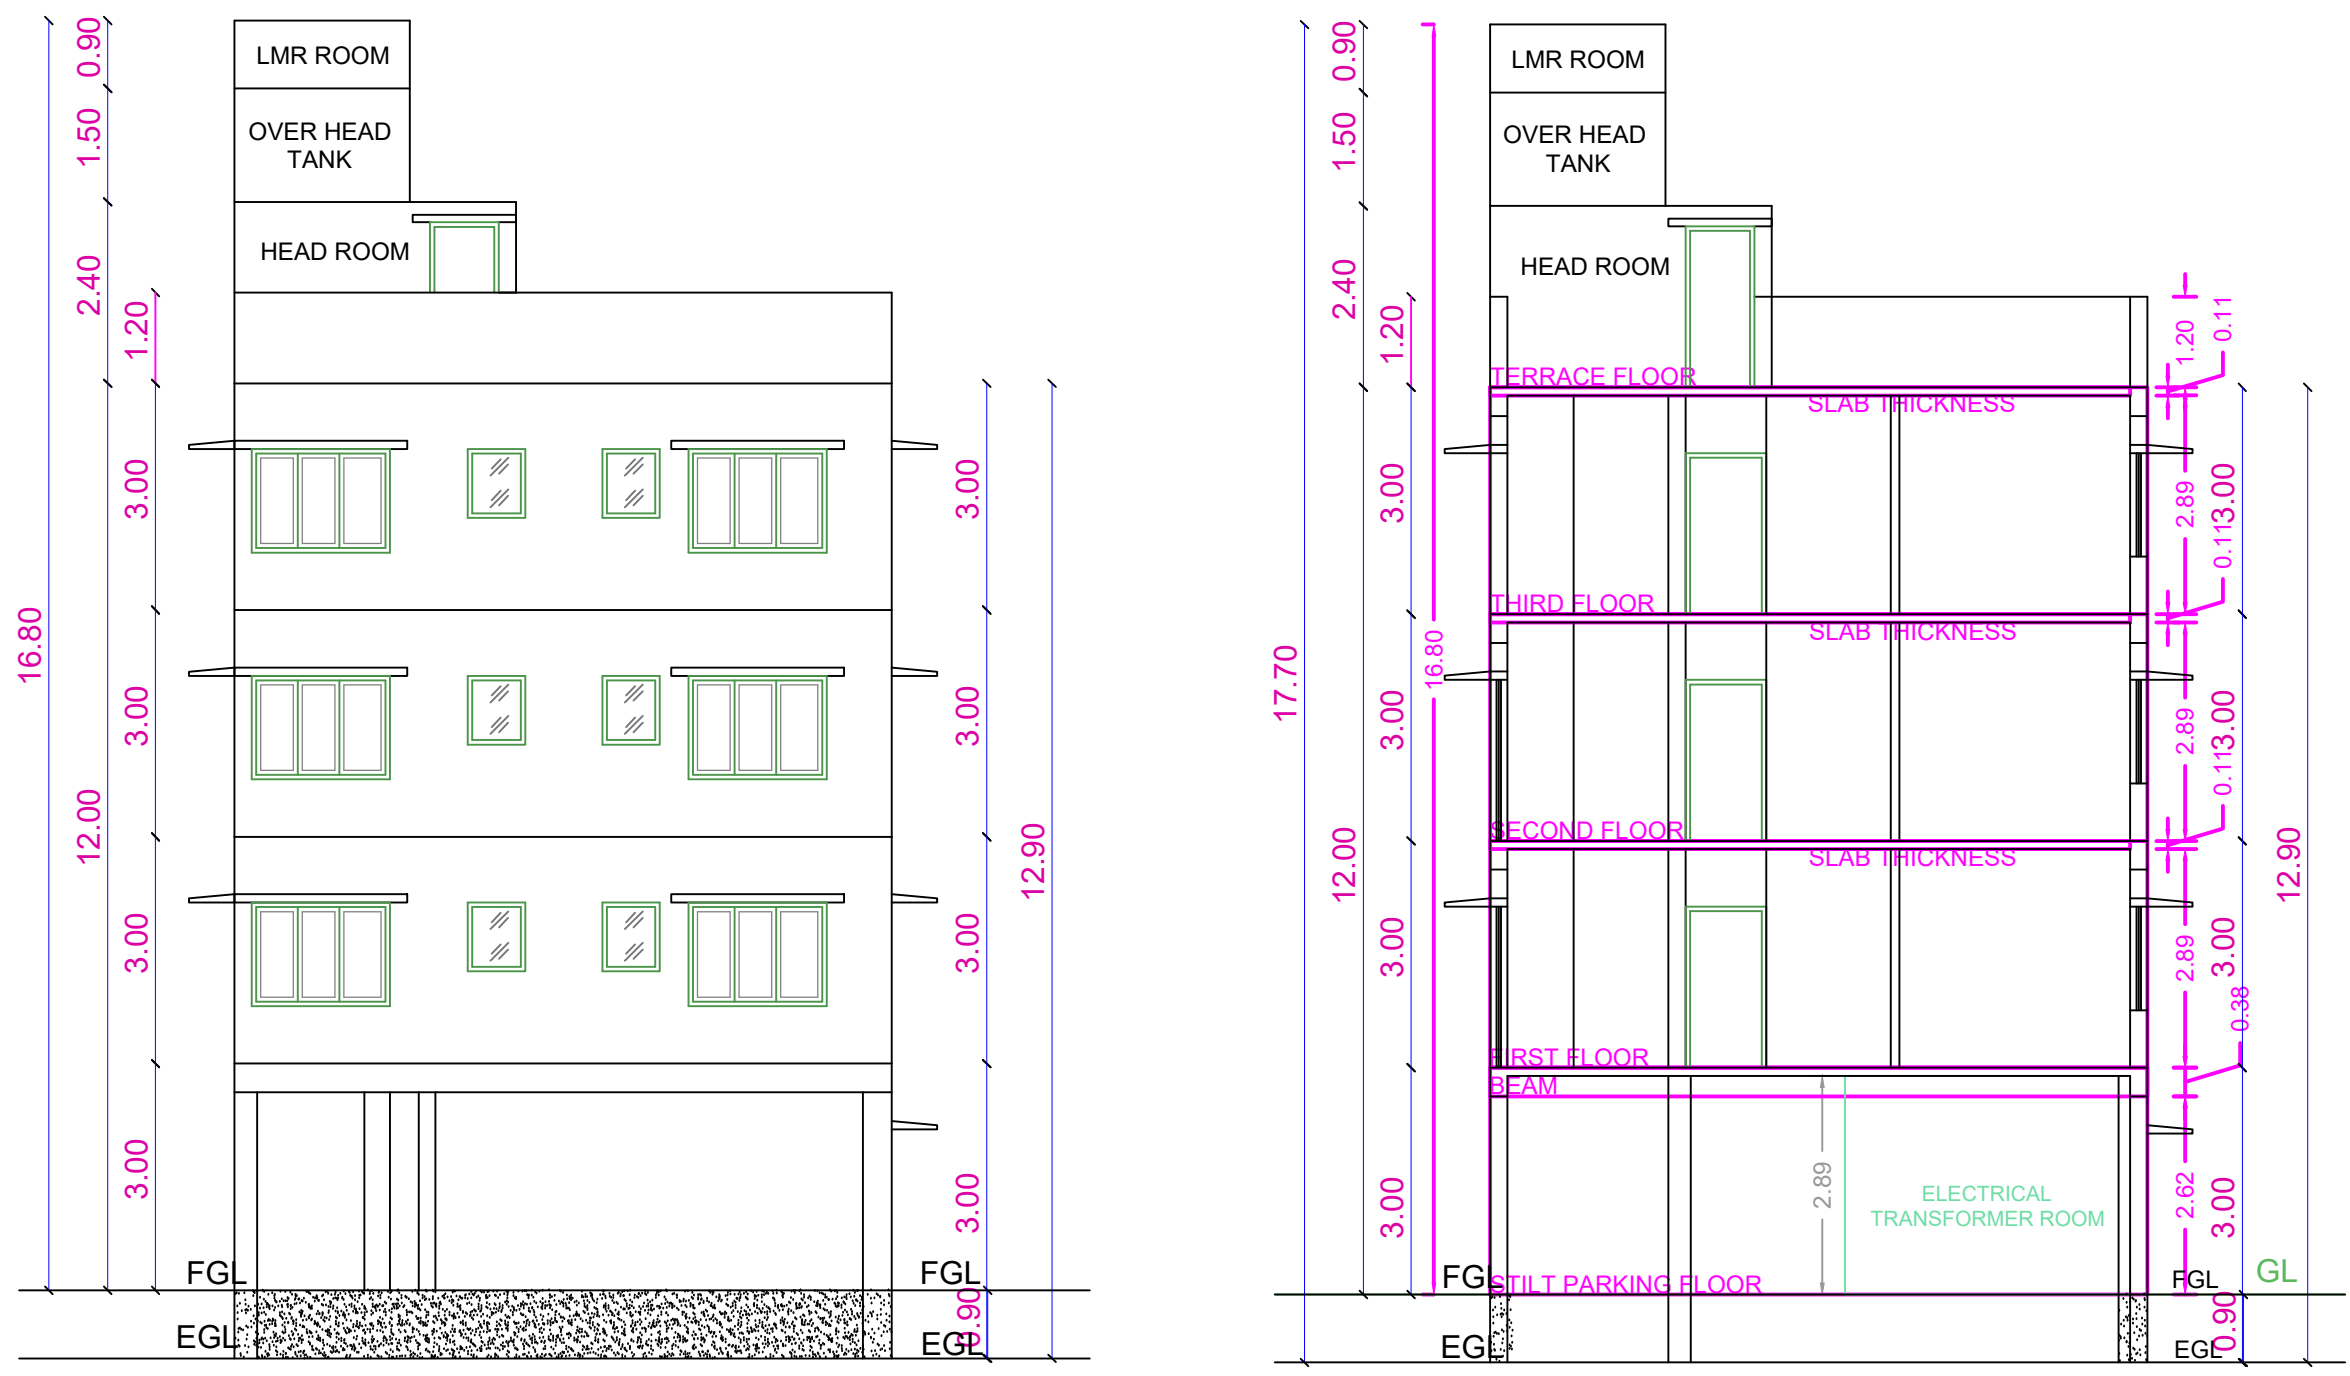 0.90
LMR ROOM
1.50
OVER HEAD
TANK
2.40
HEAD ROOM
1.20
16.80
12.00
3.00
3.00
3.00
3.00
3.00
3.00
3.00
3.00
12.90
FGL
FGL
0.90
EGL
EGL
0.90
LMR ROOM
1.50
OVER HEAD
TANK
2.40
HEAD ROOM
1.20
1.20
0.11
TERRACE FLOOR
SLAB THICKNESS
3.00
2.89
3.00
0.11
THIRD FLOOR
SLAB THICKNESS
17.70
16.80
3.00
2.89
3.00
0.11
SECOND FLOOR
SLAB THICKNESS
12.00
12.90
3.00
2.89
3.00
0.38
FIRST FLOOR
BEAM
3.00
2.89
ELECTRICAL
TRANSFORMER ROOM
2.62
3.00
FGL
STILT PARKING FLOOR
FGL
GL
0.90
EGL
EGL